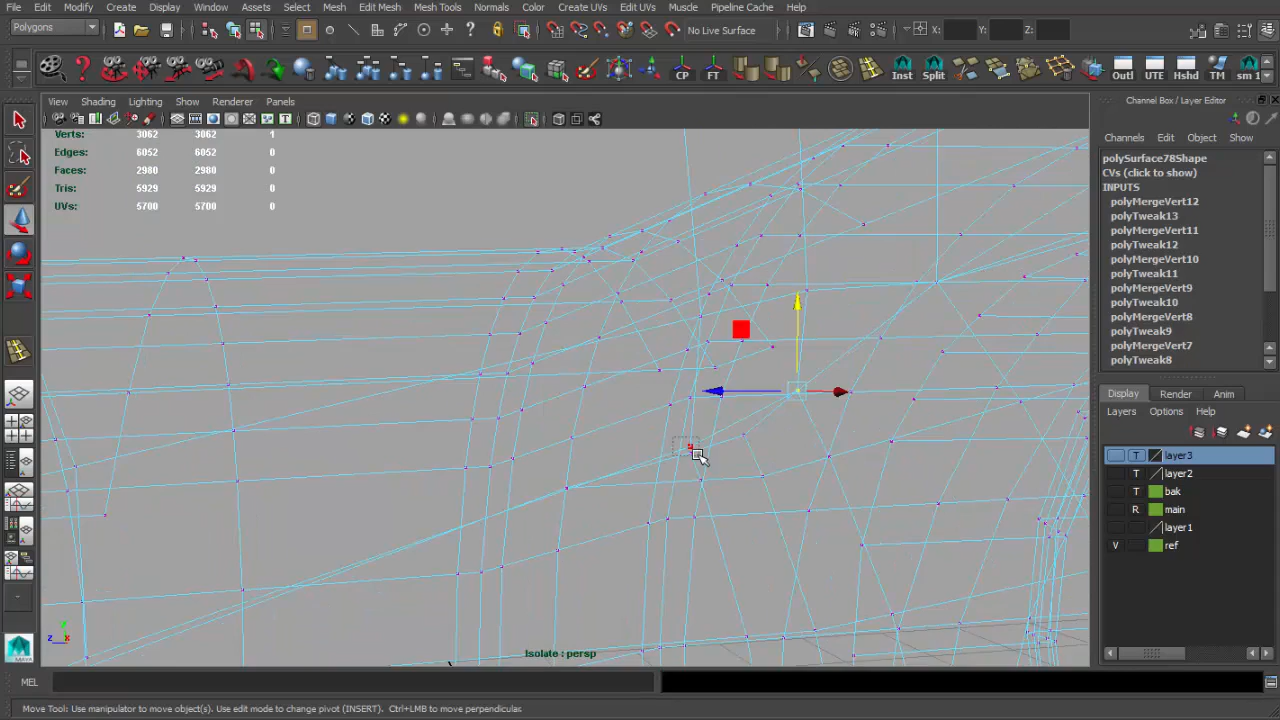 File Edit Modify Create Display Window Assets Select Mesh Edit Mesh Mesh Tools Normals Color Create UVs Edit UVs Muscle Pipeline Cache Help
Polygons No Live Surface X: Y: Z:
CP FT Inst Split Outl UTE Hshd TM sm 1
View Shading Lighting Show Renderer Panels
Channel Box / Layer Editor
Verts: 3062 3062 1
Edges: 6052 6052 0
Faces: 2980 2980 0
Tris: 5929 5929 0
UVs: 5700 5700 0
Channels Edit Object Show
polySurface78Shape
CVs (click to show)
INPUTS
polyMergeVert12
polyTweak13
polyMergeVert11
polyTweak12
polyMergeVert10
polyTweak11
polyMergeVert9
polyTweak10
polyMergeVert8
polyTweak9
polyMergeVert7
polyTweak8
Display Render Anim
Layers Options Help
T layer3
T layer2
T bak
R main
layer1
V ref
y
z x
Isolate : persp
MEL
Move Tool: Use manipulator to move object(s). Use edit mode to change pivot (INSERT). Ctrl+LMB to move perpendicular.